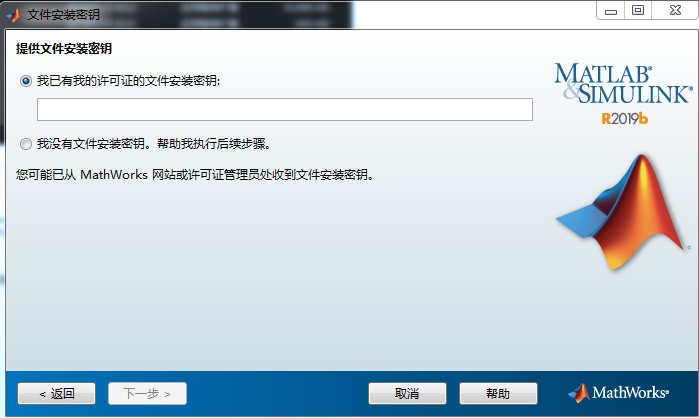 文件安装密钥
提供文件安装密钥
我已有我的许可证的文件安装密钥:
我没有文件安装密钥。帮助我执行后续步骤。
您可能已从 MathWorks 网站或许可证管理员处收到文件安装密钥。
MATLAB®
&SIMULINK®
R2019b
< 返回
下一步 >
取消
帮助
MathWorks®